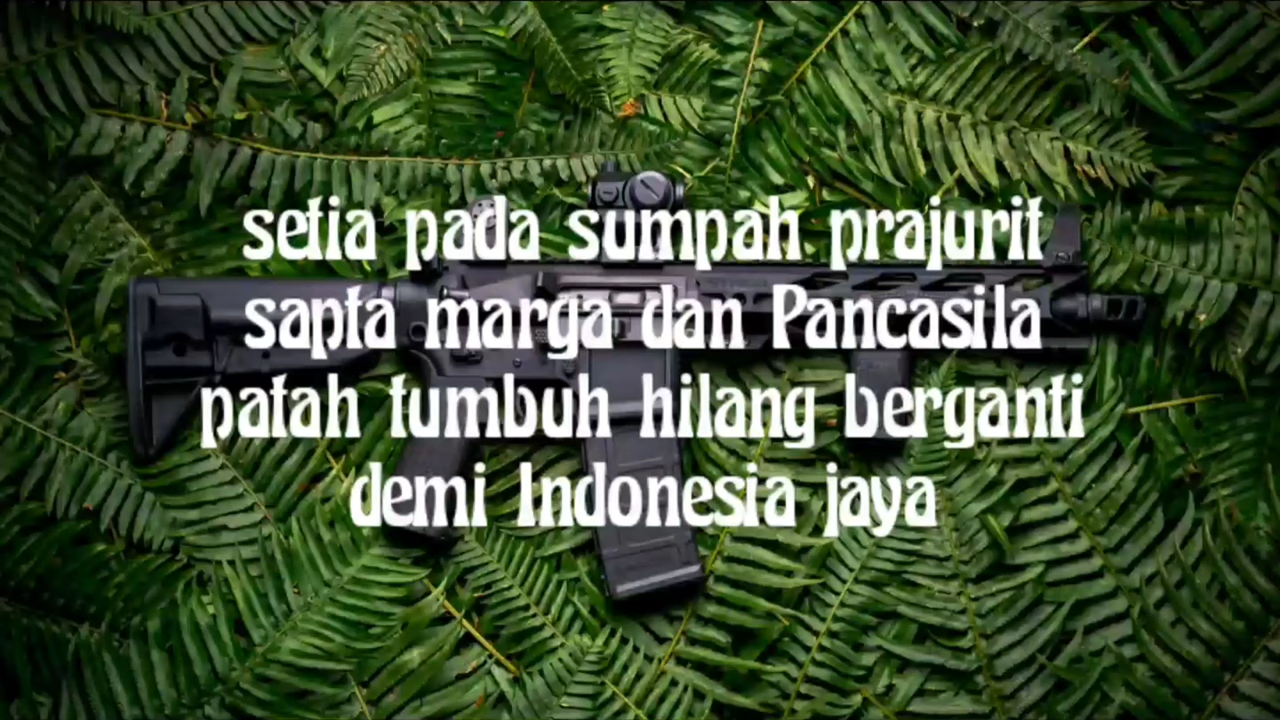 setia pada sumpah prajurit
sapta marga dan Pancasila
patah tumbuh hilang berganti
demi Indonesia jaya